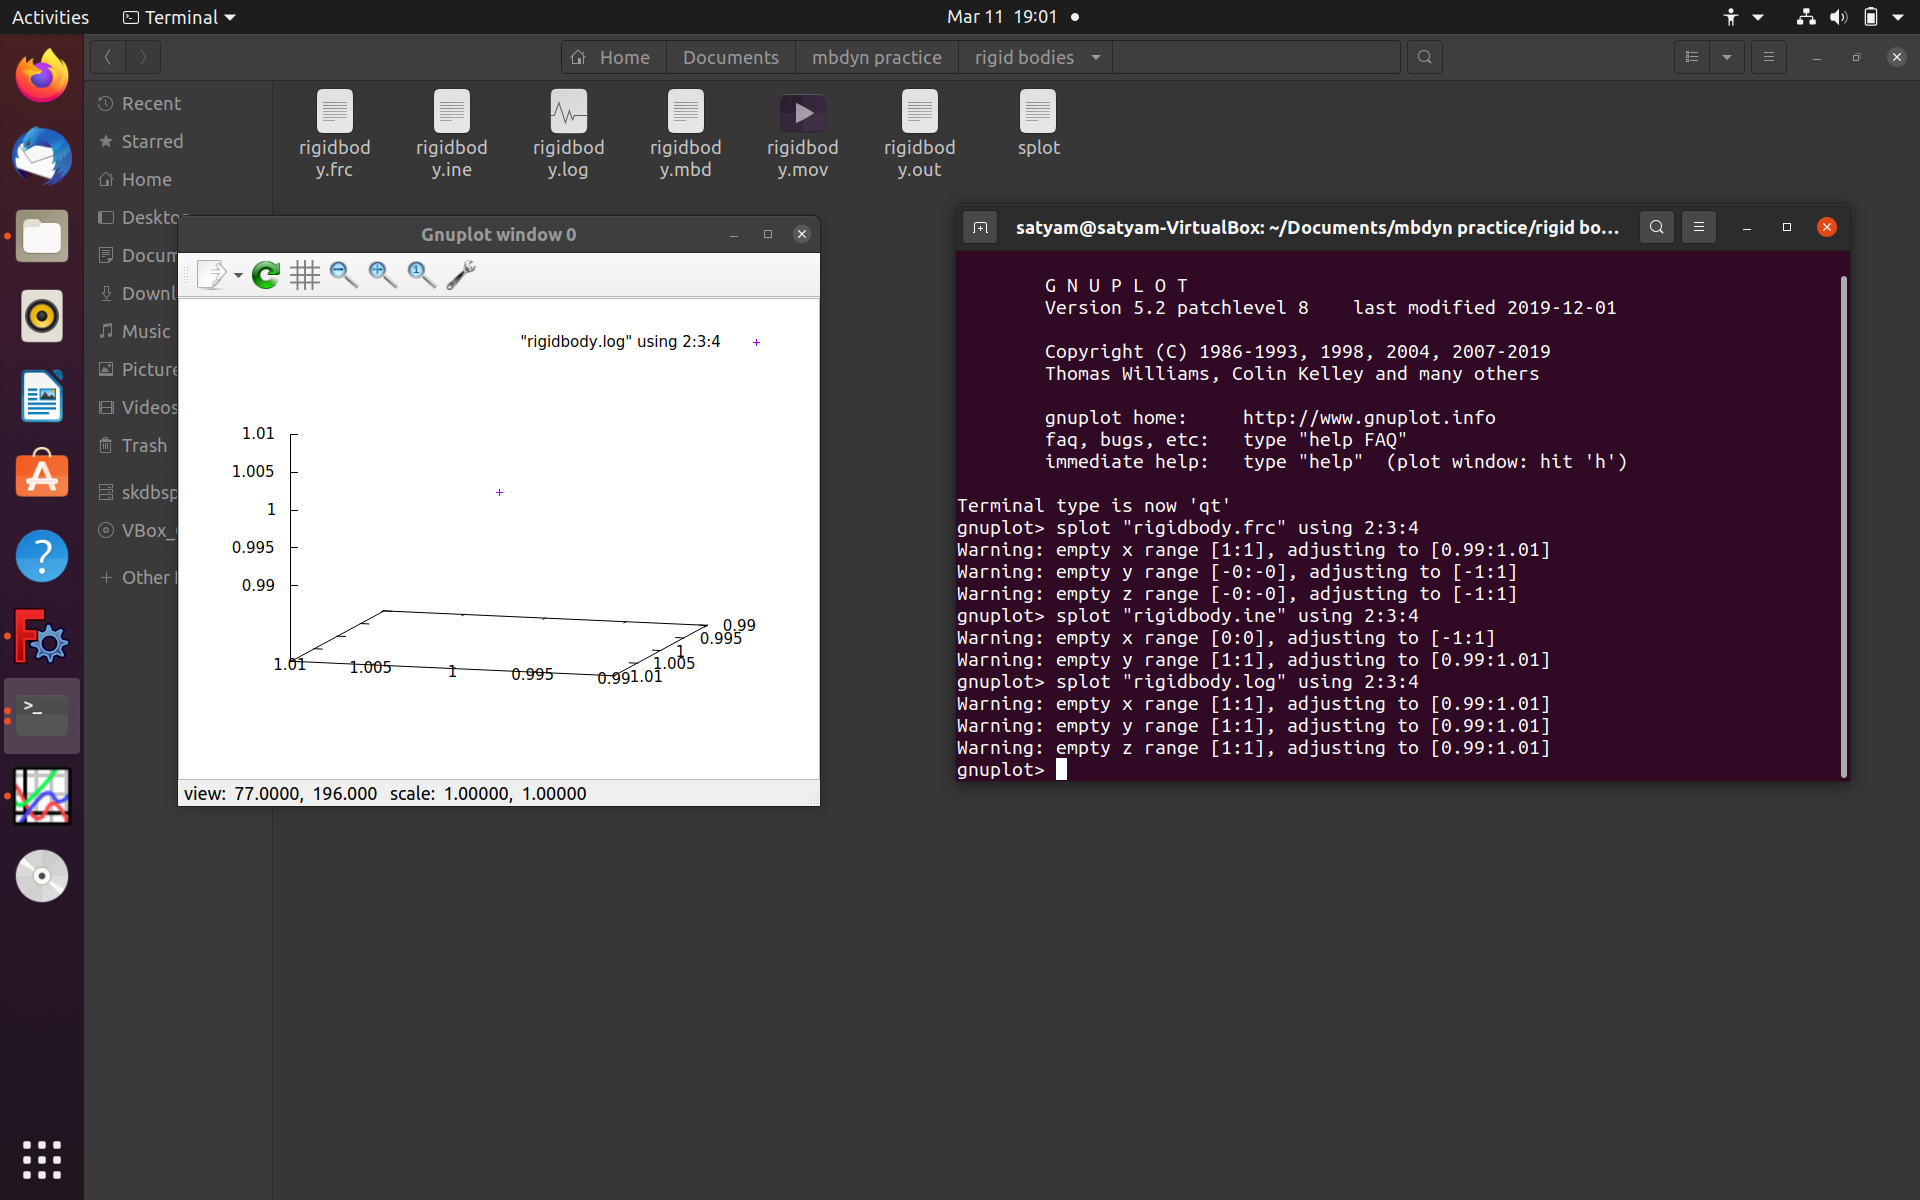 Activities
Terminal
Mar 11 19:01
Home
Documents
mbdyn practice
rigid bodies
Recent
Starred
Home
Deskto
Docum
Downl
Music
Picture
Videos
Trash
skdbsp
VBox_
Other
rigidbod
y.frc
rigidbod
y.ine
rigidbod
y.log
rigidbod
y.mbd
rigidbod
y.mov
rigidbod
y.out
splot
Gnuplot window 0
"rigidbody.log" using 2:3:4
1.01
1.005
1
0.995
0.99
1.01
1.005
1
0.995
0.99
1.01
1.005
1
0.995
0.99
view: 77.0000, 196.000 scale: 1.00000, 1.00000
satyam@satyam-VirtualBox: ~/Documents/mbdyn practice/rigid bo...
G N U P L O T
Version 5.2 patchlevel 8 last modified 2019-12-01
Copyright (C) 1986-1993, 1998, 2004, 2007-2019
Thomas Williams, Colin Kelley and many others
gnuplot home: http://www.gnuplot.info
faq, bugs, etc: type "help FAQ"
immediate help: type "help" (plot window: hit 'h')
Terminal type is now 'qt'
gnuplot> splot "rigidbody.frc" using 2:3:4
Warning: empty x range [1:1], adjusting to [0.99:1.01]
Warning: empty y range [-0:-0], adjusting to [-1:1]
Warning: empty z range [-0:-0], adjusting to [-1:1]
gnuplot> splot "rigidbody.ine" using 2:3:4
Warning: empty x range [0:0], adjusting to [-1:1]
Warning: empty y range [1:1], adjusting to [0.99:1.01]
gnuplot> splot "rigidbody.log" using 2:3:4
Warning: empty x range [1:1], adjusting to [0.99:1.01]
Warning: empty y range [1:1], adjusting to [0.99:1.01]
Warning: empty z range [1:1], adjusting to [0.99:1.01]
gnuplot>